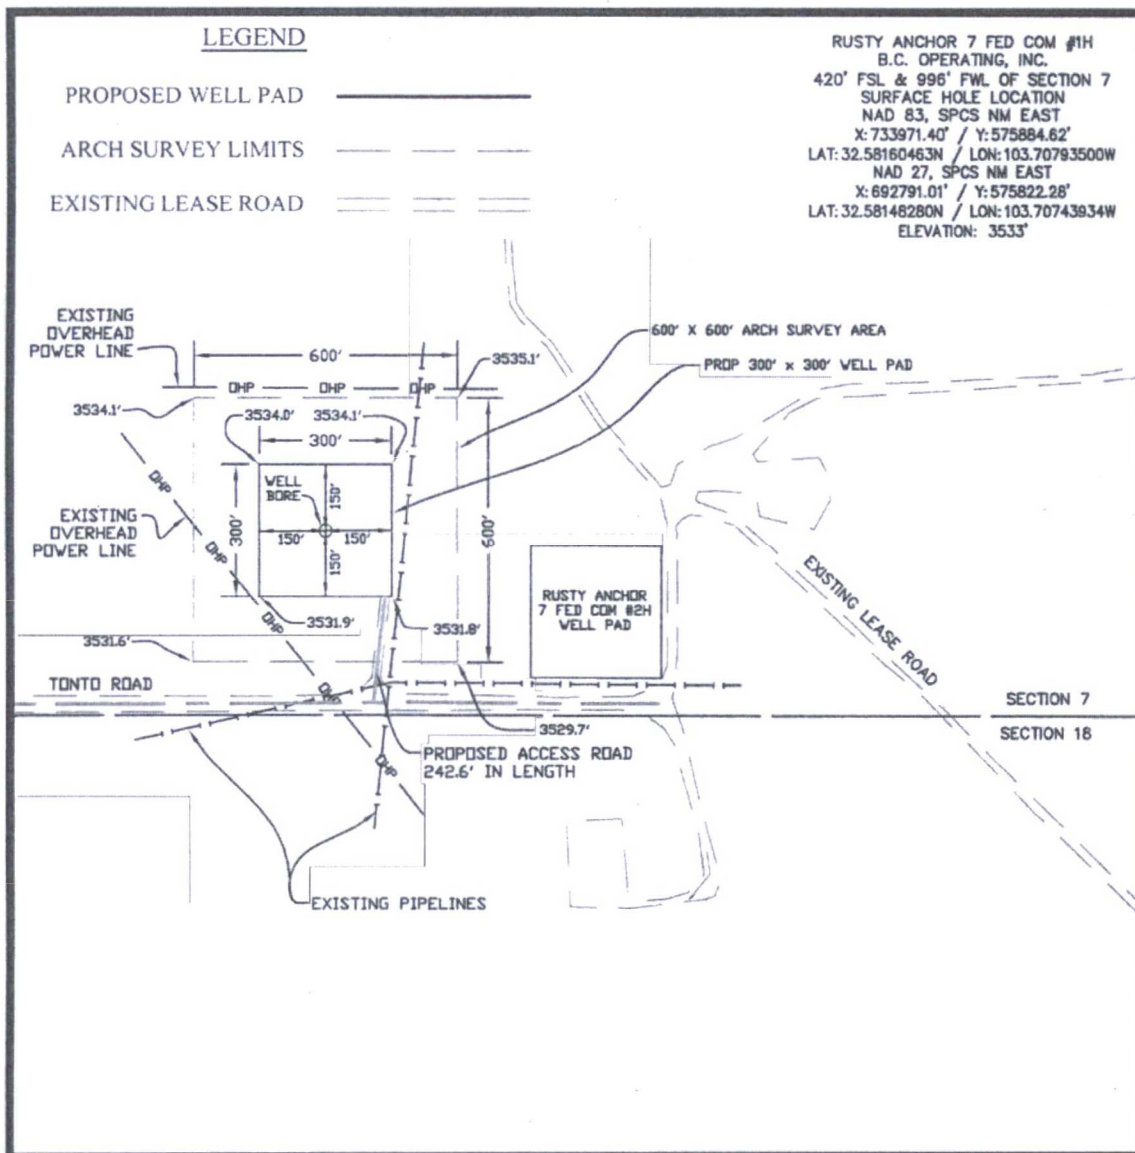 LEGEND
PROPOSED WELL PAD
ARCH SURVEY LIMITS
EXISTING LEASE ROAD
RUSTY ANCHOR 7 FED COM #1H
B.C. OPERATING, INC.
420' FSL & 996' FWL OF SECTION 7
SURFACE HOLE LOCATION
NAD 83, SPCS NM EAST
X: 733971.40' / Y: 575884.62'
LAT: 32.58160463N / LON: 103.70793500W
NAD 27, SPCS NM EAST
X: 692791.01' / Y: 575822.28'
LAT: 32.58148280N / LON: 103.70743934W
ELEVATION: 3533'
EXISTING
OVERHEAD
POWER LINE
600'
3535.1'
600' X 600' ARCH SURVEY AREA
PROP 300' x 300' WELL PAD
OHP OHP OHP
3534.1'
3534.0' 3534.1'
300'
OHP
WELL
BORE
150'
EXISTING
OVERHEAD
POWER LINE
300'
150' 150'
150'
600'
OHP
OHP
RUSTY ANCHOR
7 FED COM #2H
WELL PAD
EXISTING LEASE ROAD
3531.9'
3531.8'
3531.6'
TONTO ROAD
OHP
SECTION 7
SECTION 18
3529.7'
OHP
PROPOSED ACCESS ROAD
242.6' IN LENGTH
EXISTING PIPELINES